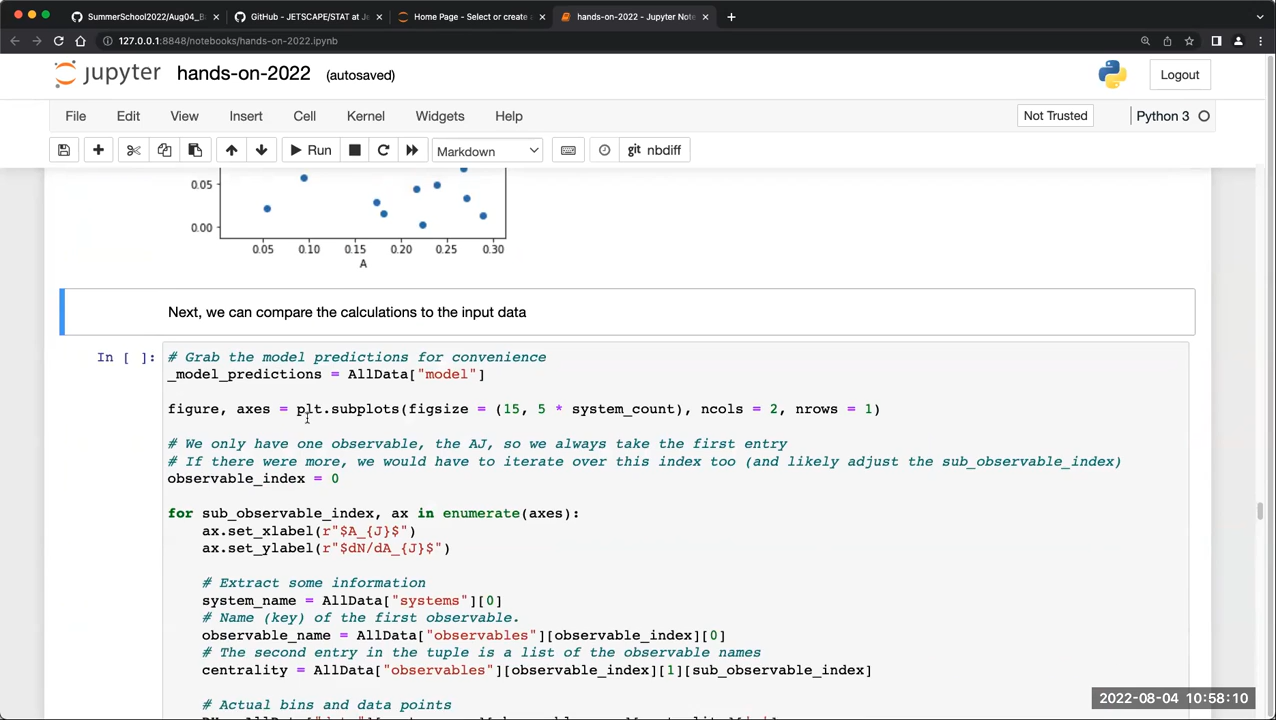 SummerSchool2022/Aug04_Ba
GitHub - JETSCAPE/STAT at Je
Home Page - Select or create a
hands-on-2022 - Jupyter Note
127.0.0.1:8848/notebooks/hands-on-2022.ipynb
jupyter hands-on-2022 (autosaved)
Logout
File Edit View Insert Cell Kernel Widgets Help
Not Trusted
Python 3
Run
Markdown
git nbdiff
0.05
0.00
0.05 0.10 0.15 0.20 0.25 0.30
A
Next, we can compare the calculations to the input data
In [ ]:
# Grab the model predictions for convenience
_model_predictions = AllData["model"]
figure, axes = plt.subplots(figsize = (15, 5 * system_count), ncols = 2, nrows = 1)
# We only have one observable, the AJ, so we always take the first entry
# If there were more, we would have to iterate over this index too (and likely adjust the sub_observable_index)
observable_index = 0
for sub_observable_index, ax in enumerate(axes):
ax.set_xlabel(r"$A_{J}$")
ax.set_ylabel(r"$dN/dA_{J}$")
# Extract some information
system_name = AllData["systems"][0]
# Name (key) of the first observable.
observable_name = AllData["observables"][observable_index][0]
# The second entry in the tuple is a list of the observable names
centrality = AllData["observables"][observable_index][1][sub_observable_index]
# Actual bins and data points
2022-08-04 10:58:10